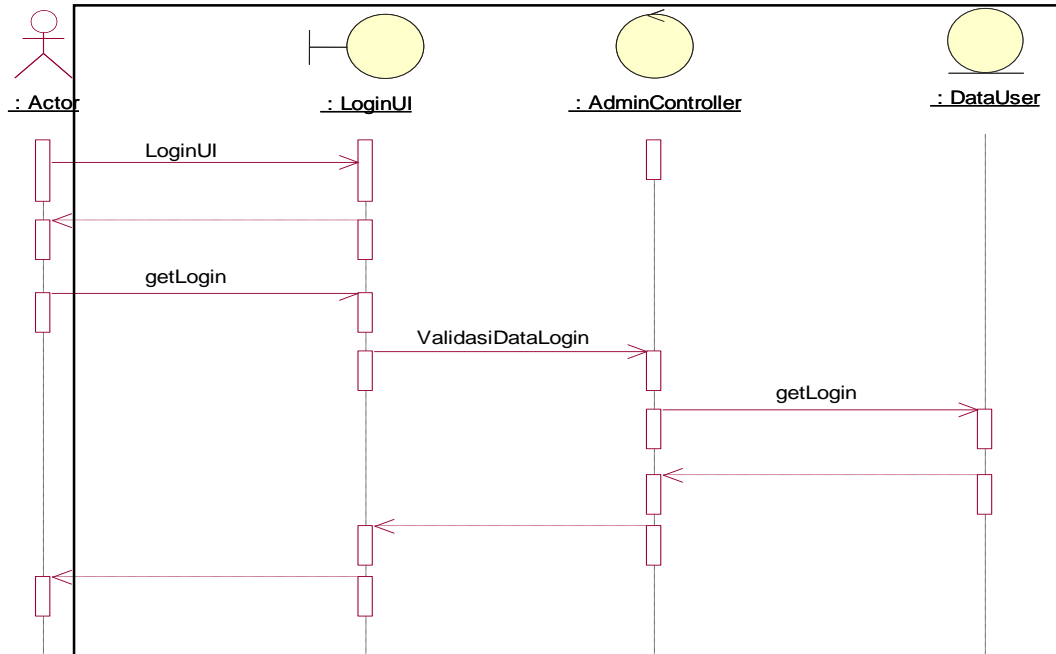 : Actor
: LoginUI
: AdminController
: DataUser
LoginUI
getLogin
ValidasiDataLogin
getLogin